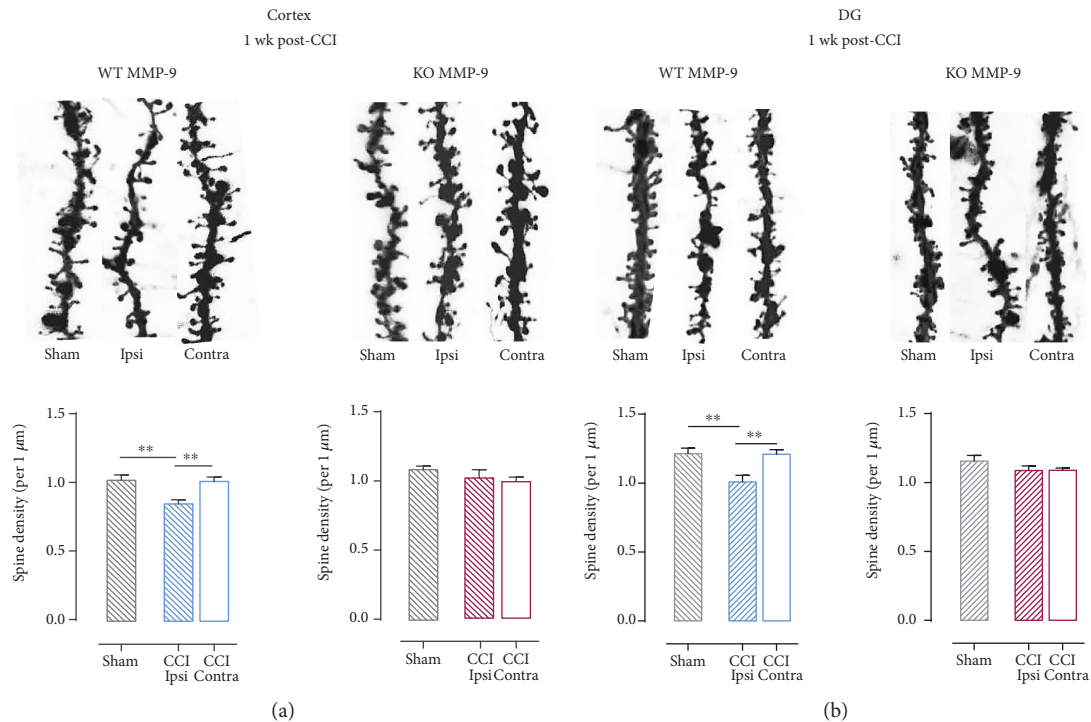 Cortex
1 wk post-CCI
WT MMP-9
KO MMP-9
Sham
Ipsi
Contra
Sham
Ipsi
Contra
Spine density (per 1 μm)
1.5
1.0
0.5
0.0
**
**
Sham
CCI
Ipsi
CCI
Contra
Spine density (per 1 μm)
1.5
1.0
0.5
0.0
Sham
CCI
Ipsi
CCI
Contra
(a)
DG
1 wk post-CCI
WT MMP-9
KO MMP-9
Sham
Ipsi
Contra
Sham
Ipsi
Contra
Spine density (per 1 μm)
1.5
1.0
0.5
0.0
**
**
Sham
CCI
Ipsi
CCI
Contra
Spine density (per 1 μm)
1.5
1.0
0.5
0.0
Sham
CCI
Ipsi
CCI
Contra
(b)